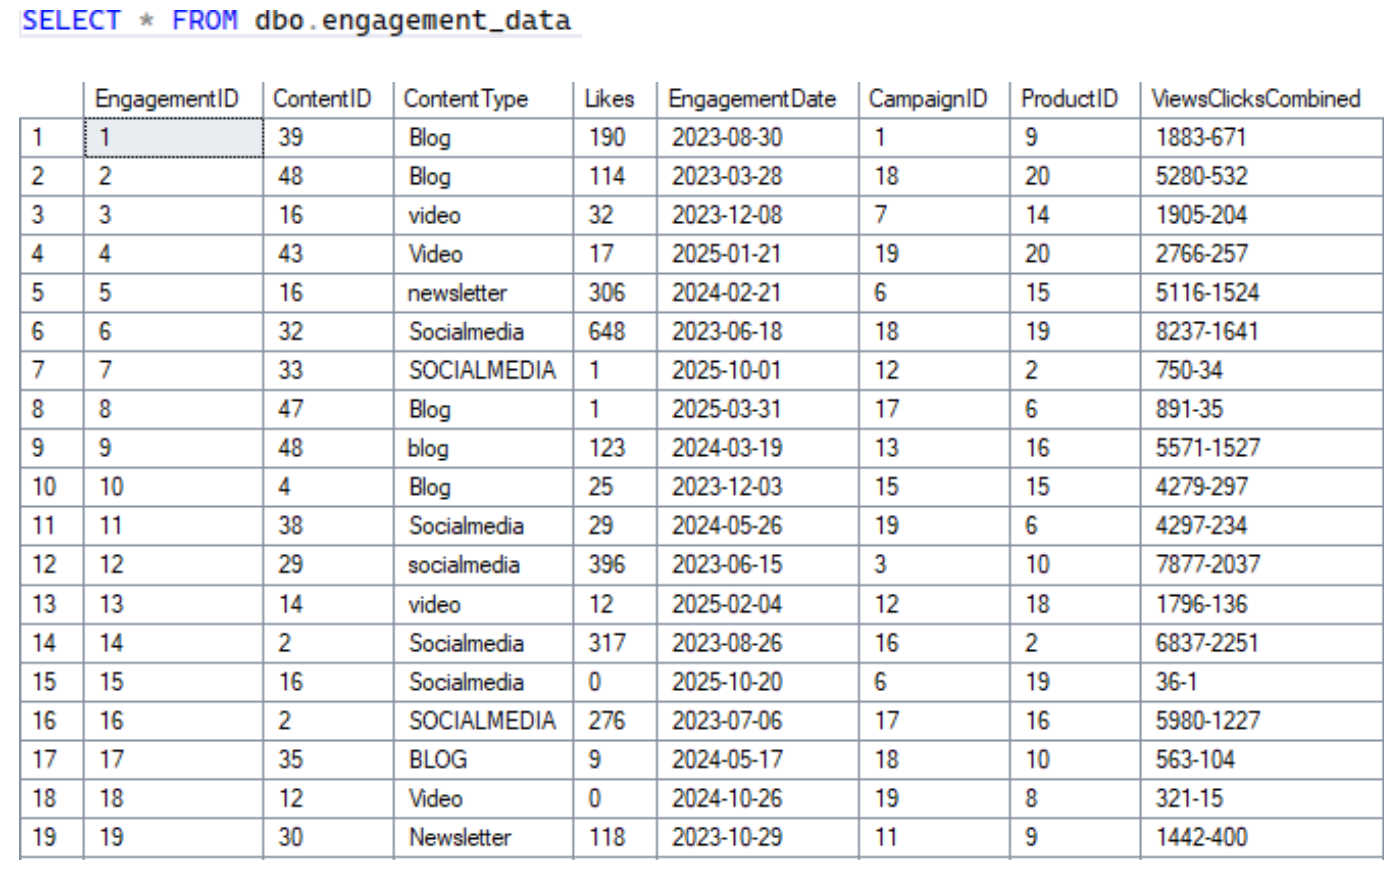 SELECT * FROM dbo.engagement_data
EngagementID ContentID ContentType Likes EngagementDate CampaignID ProductID ViewsClicksCombined
1 1 39 Blog 190 2023-08-30 1 9 1883-671
2 2 48 Blog 114 2023-03-28 18 20 5280-532
3 3 16 video 32 2023-12-08 7 14 1905-204
4 4 43 Video 17 2025-01-21 19 20 2766-257
5 5 16 newsletter 306 2024-02-21 6 15 5116-1524
6 6 32 Socialmedia 648 2023-06-18 18 19 8237-1641
7 7 33 SOCIALMEDIA 1 2025-10-01 12 2 750-34
8 8 47 Blog 1 2025-03-31 17 6 891-35
9 9 48 blog 123 2024-03-19 13 16 5571-1527
10 10 4 Blog 25 2023-12-03 15 15 4279-297
11 11 38 Socialmedia 29 2024-05-26 19 6 4297-234
12 12 29 socialmedia 396 2023-06-15 3 10 7877-2037
13 13 14 video 12 2025-02-04 12 18 1796-136
14 14 2 Socialmedia 317 2023-08-26 16 2 6837-2251
15 15 16 Socialmedia 0 2025-10-20 6 19 36-1
16 16 2 SOCIALMEDIA 276 2023-07-06 17 16 5980-1227
17 17 35 BLOG 9 2024-05-17 18 10 563-104
18 18 12 Video 0 2024-10-26 19 8 321-15
19 19 30 Newsletter 118 2023-10-29 11 9 1442-400